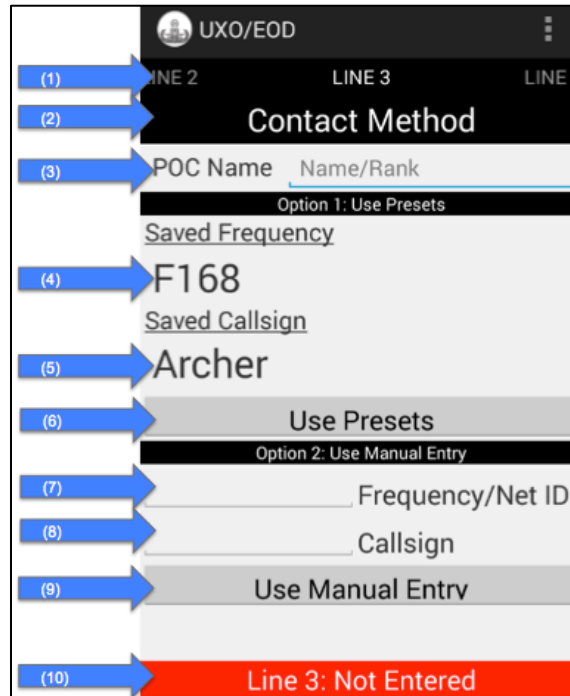 UXO/EOD
(1) INE 2 LINE 3 LINE
(2) Contact Method
(3) POC Name Name/Rank
Option 1: Use Presets
Saved Frequency
(4) F168
Saved Callsign
(5) Archer
(6) Use Presets
Option 2: Use Manual Entry
(7) Frequency/Net ID
(8) Callsign
(9) Use Manual Entry
(10) Line 3: Not Entered